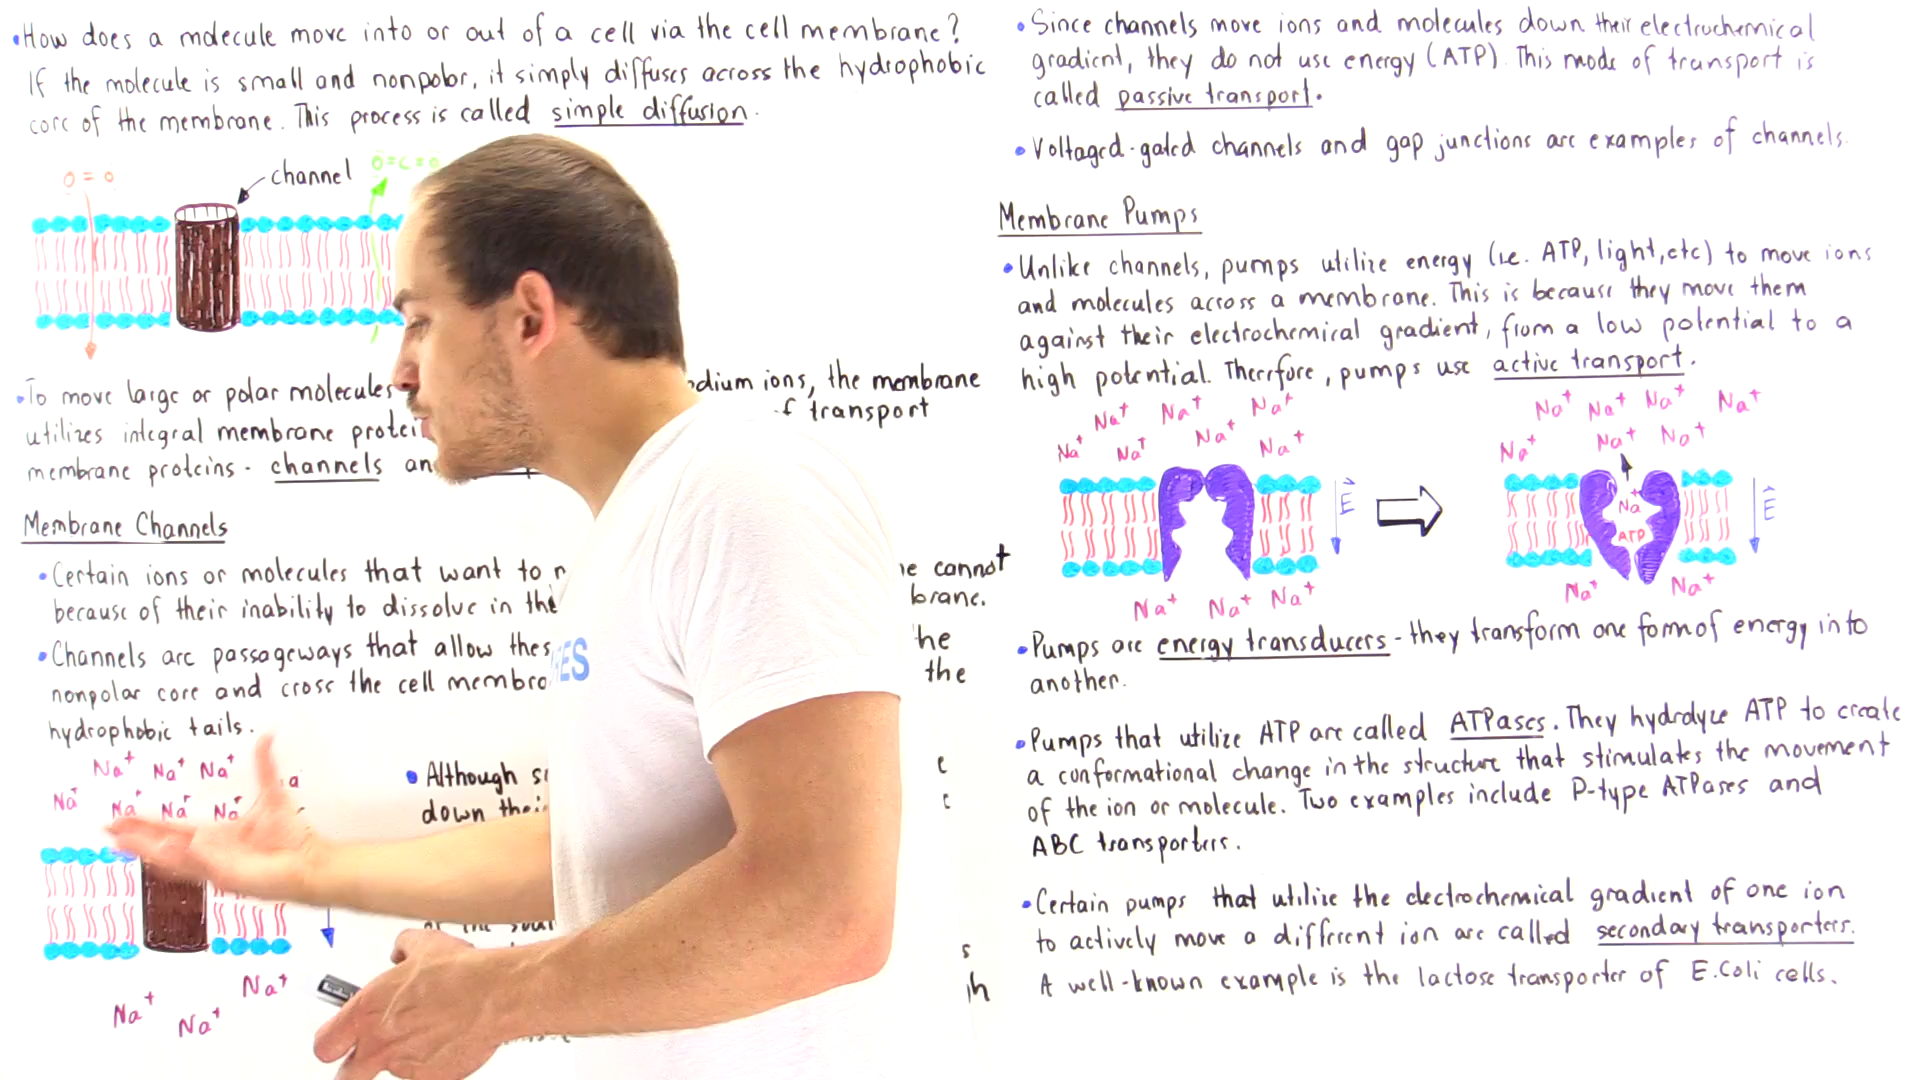 •How does a molecule move into or out of a cell via the cell membrane?
If the molecule is small and nonpolar, it simply diffuses across the hydrophobic
core of the membrane. This process is called simple diffusion.
O=O
channel
O=C=O
•To move large or polar molecules
sodium ions, the membrane
utilizes integral membrane
of transport
membrane proteins - channels
Membrane Channels
•Certain ions or molecules that want to
cannot
because of their inability to dissolve in the
•Channels are passageways that allow
the
nonpolar core and cross the cell
the
hydrophobic tails.
Na+ Na+ Na+
Na+ Na+ Na+ Na+
•Although
down their
Na+
Na+ Na+
•Since channels move ions and molecules down their electrochemical
gradient, they do not use energy (ATP). This mode of transport is
called passive transport.
•Voltaged-gated channels and gap junctions are examples of channels.
Membrane Pumps
•Unlike channels, pumps utilize energy (i.e. ATP, light, etc) to move ions
and molecules across a membrane. This is because they move them
against their electrochemical gradient, from a low potential to a
high potential. Therefore, pumps use active transport.
Na+ Na+ Na+
Na+ Na+ Na+ Na+
E
Na+ Na+ Na+
Na+ Na+ Na+ Na+
Na+ Na+ Na+
Na+
ATP
E
Na+ Na+
•Pumps are energy transducers - they transform one form of energy into
another.
•Pumps that utilize ATP are called ATPases. They hydrolyze ATP to create
a conformational change in the structure that stimulates the movement
of the ion or molecule. Two examples include P-type ATPases and
ABC transporters.
•Certain pumps that utilize the electrochemical gradient of one ion
to actively move a different ion are called secondary transporters.
A well-known example is the lactose transporter of E.Coli cells.